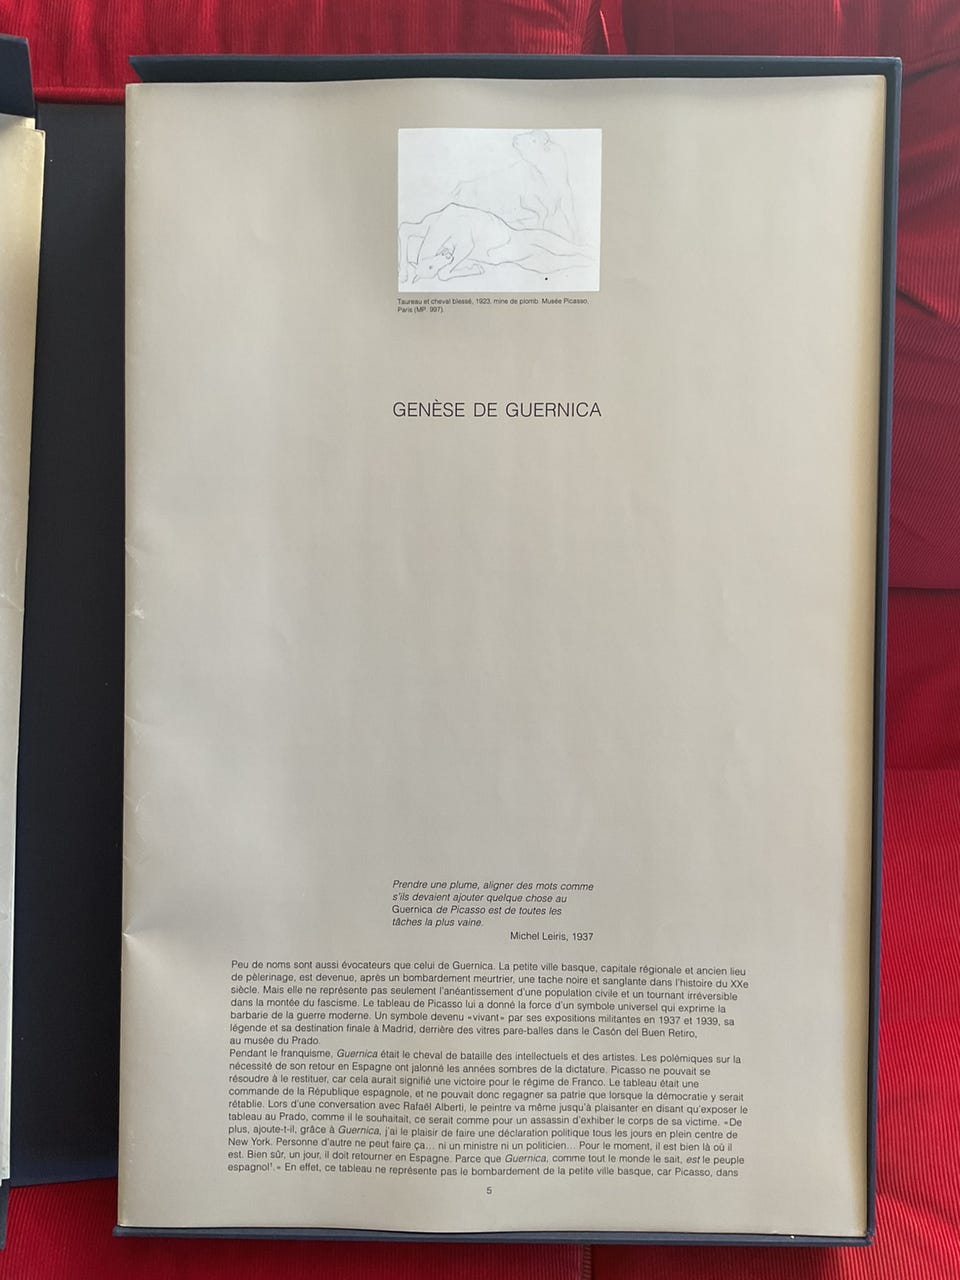 Taureau et cheval blessé, 1923, mine de plomb. Musée Picasso,
Paris (MP. 997).
GENÈSE DE GUERNICA
Prendre une plume, aligner des mots comme
s'ils devaient ajouter quelque chose au
Guernica de Picasso est de toutes les
tâches la plus vaine.
Michel Leiris, 1937
Peu de noms sont aussi évocateurs que celui de Guernica. La petite ville basque, capitale régionale et ancien lieu
de pèlerinage, est devenue, après un bombardement meurtrier, une tache noire et sanglante dans l'histoire du XXe
siècle. Mais elle ne représente pas seulement l'anéantissement d'une population civile et un tournant irréversible
dans la montée du fascisme. Le tableau de Picasso lui a donné la force d'un symbole universel qui exprime la
barbarie de la guerre moderne. Un symbole devenu «vivant» par ses expositions militantes en 1937 et 1939, sa
légende et sa destination finale à Madrid, derrière des vitres pare-balles dans le Casón del Buen Retiro,
au musée du Prado.
Pendant le franquisme, Guernica était le cheval de bataille des intellectuels et des artistes. Les polémiques sur la
nécessité de son retour en Espagne ont jalonné les années sombres de la dictature. Picasso ne pouvait se
résoudre à le restituer, car cela aurait signifié une victoire pour le régime de Franco. Le tableau était une
commande de la République espagnole, et ne pouvait donc regagner sa patrie que lorsque la démocratie y serait
rétablie. Lors d'une conversation avec Rafaël Alberti, le peintre va même jusqu'à plaisanter en disant qu'exposer le
tableau au Prado, comme il le souhaitait, ce serait comme pour un assassin d'exhiber le corps de sa victime. «De
plus, ajoute-t-il, grâce à Guernica, j'ai le plaisir de faire une déclaration politique tous les jours en plein centre de
New York. Personne d'autre ne peut faire ça... ni un ministre ni un politicien... Pour le moment, il est bien là où il
est. Bien sûr, un jour, il doit retourner en Espagne. Parce que Guernica, comme tout le monde le sait, est le peuple
espagnol¹.» En effet, ce tableau ne représente pas le bombardement de la petite ville basque, car Picasso, dans
5